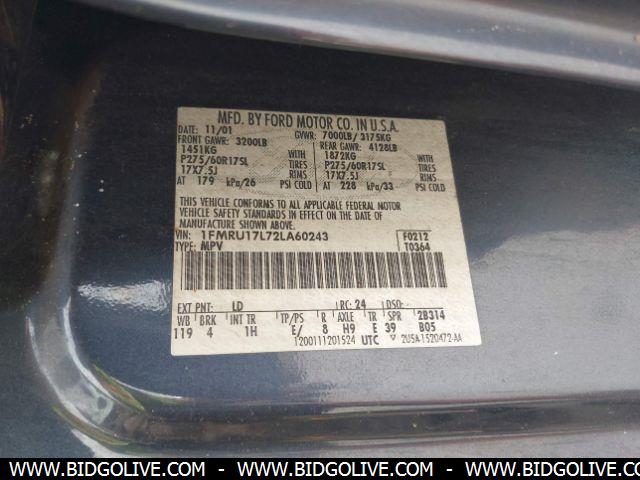 MFD. BY FORD MOTOR CO. IN U.S.A.
DATE: 11/01 GVWR: 7000LB/ 3175KG
FRONT GAWR: 3200LB REAR GAWR: 4128LB
1451KG WITH 1872KG WITH
P275/60R17SL TIRES P275/60R17SL TIRES
17X7.5J RIMS 17X7.5J RIMS
AT 179 kPa/26 PSI COLD AT 228 kPa/33 PSI COLD
THIS VEHICLE CONFORMS TO ALL APPLICABLE FEDERAL MOTOR
VEHICLE SAFETY STANDARDS IN EFFECT ON THE DATE OF
MANUFACTURE SHOWN ABOVE.
VIN: 1FMRU17L72LA60243 F0212
TYPE: MPV T0364
EXT PNT: LD RC: 24 DSO:
WB BRK INT TR TP/PS R AXLE TR SPR 2B314
119 4 1H E/ 8 H9 E 39 B05
1200111201524 UTC ▽ 2U5A-1520472-AA
WWW.BIDGOLIVE.COM - WWW.BIDGOLIVE.COM - WWW.BIDGOLIVE.COM